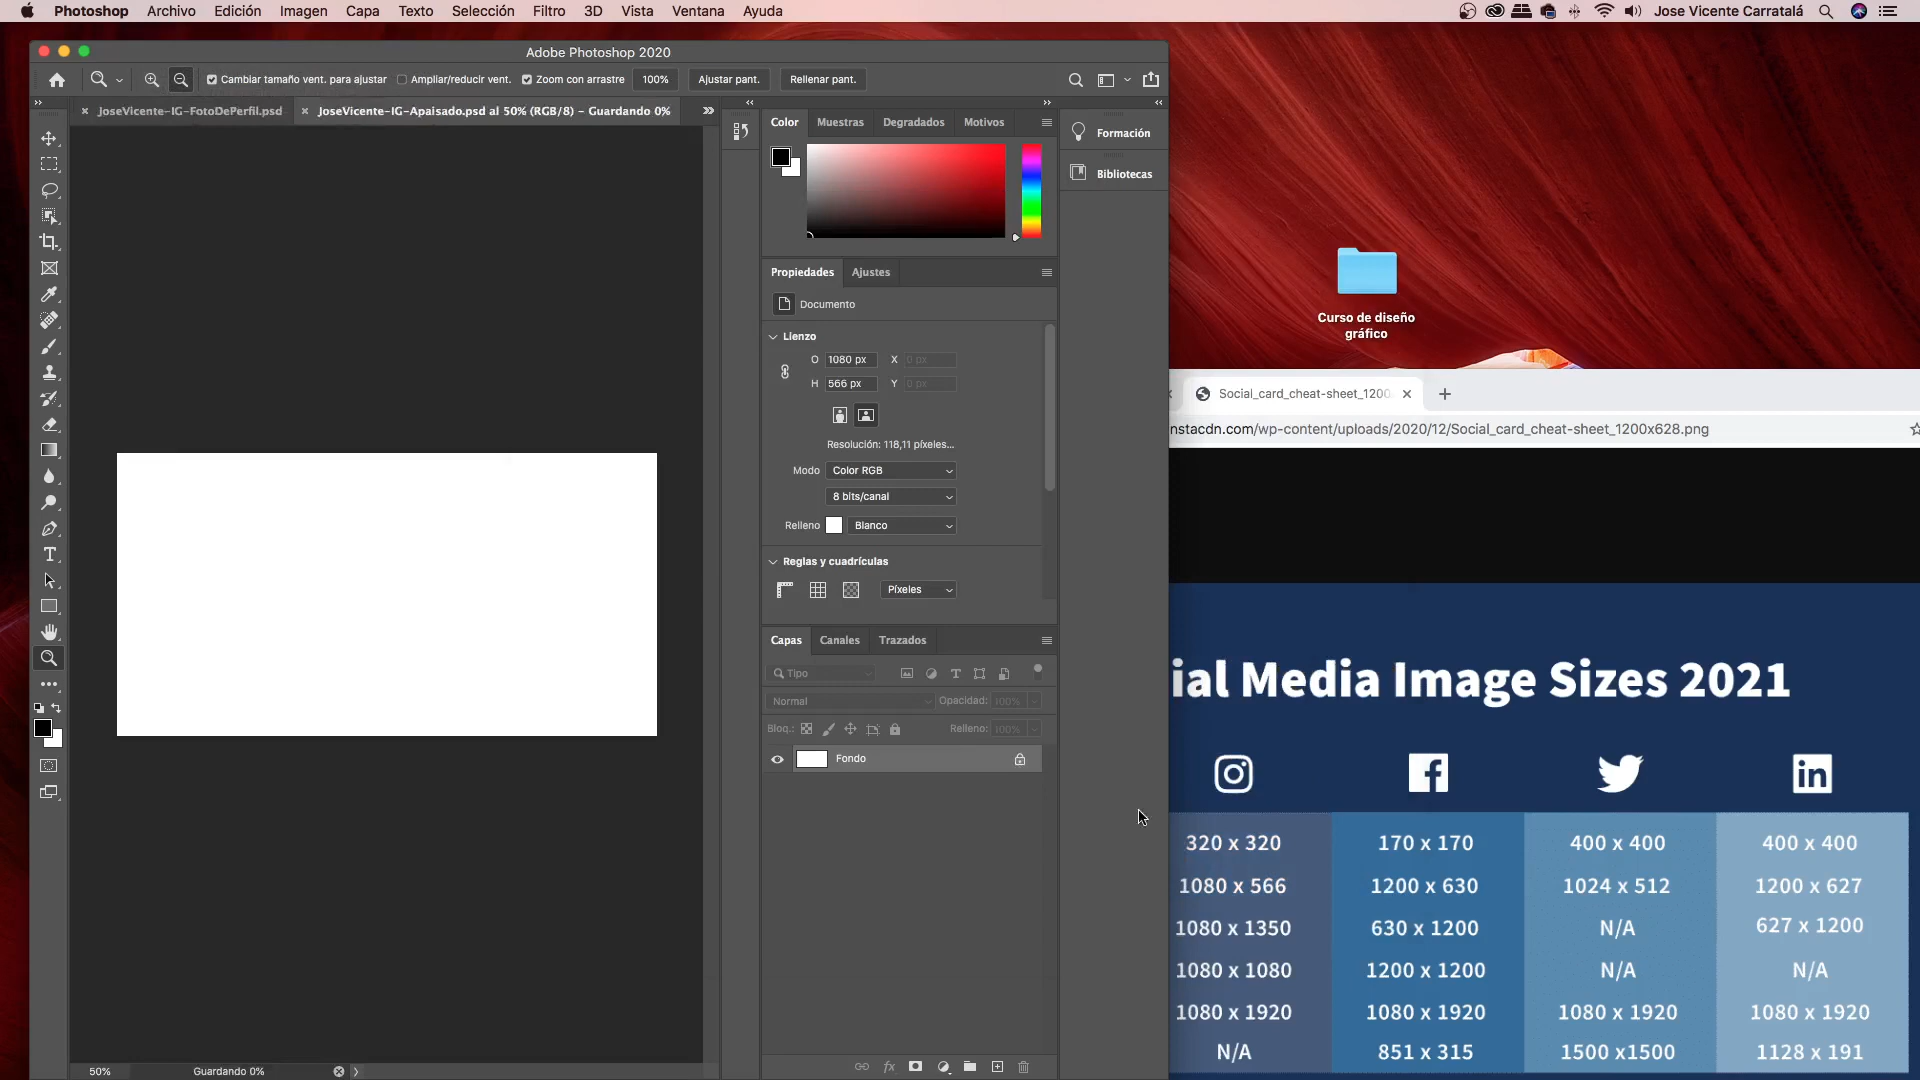 Photoshop Archivo Edición Imagen Capa Texto Selección Filtro 3D Vista Ventana Ayuda Jose Vicente Carratalá
Adobe Photoshop 2020
Cambiar tamaño vent. para ajustar Ampliar/reducir vent. Zoom con arrastre 100% Ajustar pant. Rellenar pant.
JoseVicente-IG-FotoDePerfil.psd JoseVicente-IG-Apaisado.psd al 50% (RGB/8) – Guardando 0%
Color Muestras Degradados Motivos
Formación
Bibliotecas
Propiedades Ajustes
Documento
Lienzo
O 1080 px X 0 px
H 566 px Y 0 px
Resolución: 118,11 píxeles...
Modo Color RGB
8 bits/canal
Relleno Blanco
Reglas y cuadrículas
Píxeles
Capas Canales Trazados
Tipo
Normal Opacidad: 100%
Bloq.: Relleno: 100%
Fondo
50% Guardando 0%
Curso de diseño
gráfico
Social_card_cheat-sheet_1200
nstacdn.com/wp-content/uploads/2020/12/Social_card_cheat-sheet_1200x628.png
ial Media Image Sizes 2021
320 x 320 170 x 170 400 x 400 400 x 400
1080 x 566 1200 x 630 1024 x 512 1200 x 627
1080 x 1350 630 x 1200 N/A 627 x 1200
1080 x 1080 1200 x 1200 N/A N/A
1080 x 1920 1080 x 1920 1080 x 1920 1080 x 1920
N/A 851 x 315 1500 x1500 1128 x 191